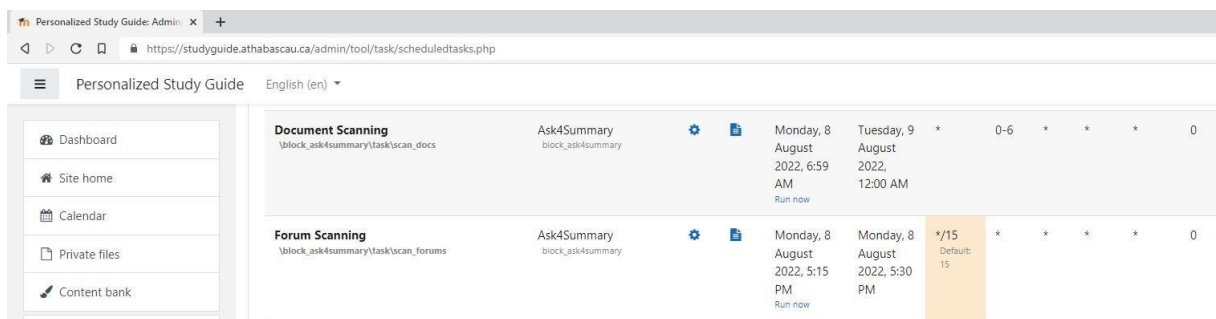 Personalized Study Guide: Admin
https://studyguide.athabascau.ca/admin/tool/task/scheduledtasks.php
Personalized Study Guide English (en)
Dashboard
Site home
Calendar
Private files
Content bank
Document Scanning Ask4Summary Monday, 8 Tuesday, 9 * 0-6 * * * 0
\block_ask4summary\task\scan_docs block_ask4summary August August
2022, 6:59 2022,
AM 12:00 AM
Run now
Forum Scanning Ask4Summary Monday, 8 Monday, 8 */15 * * * * 0
\block_ask4summary\task\scan_forums block_ask4summary August August Default:
2022, 5:15 2022, 5:30 15
PM PM
Run now